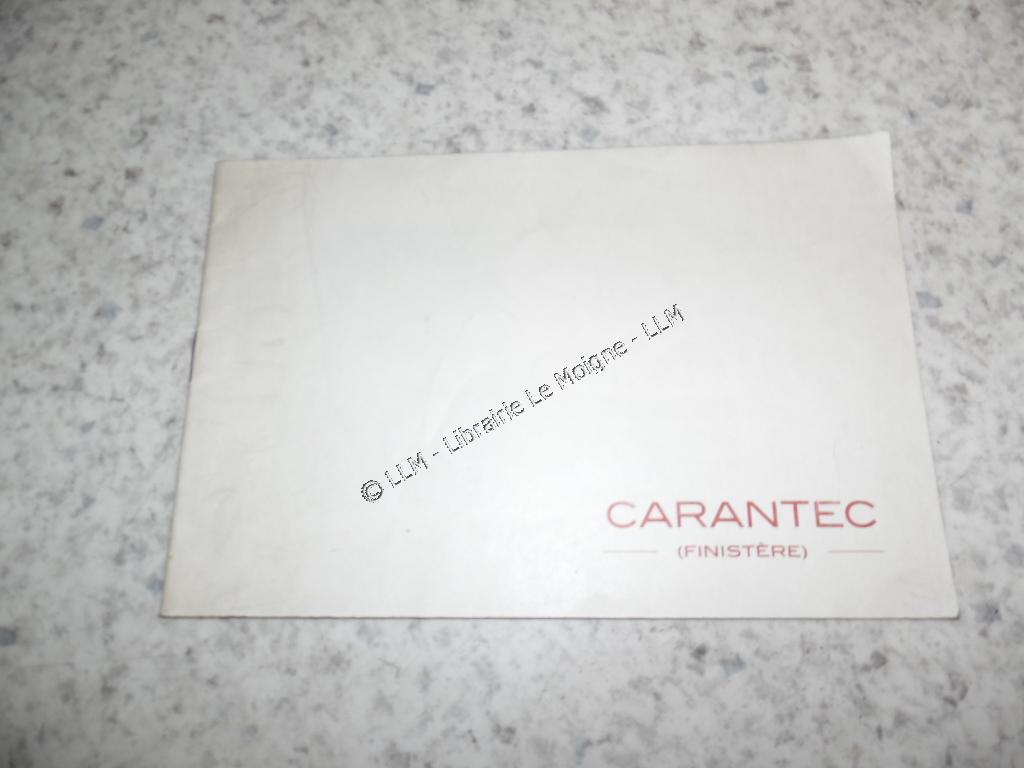 © LLM - Librairie Le Moigne - LLM
CARANTEC
(FINISTÈRE)